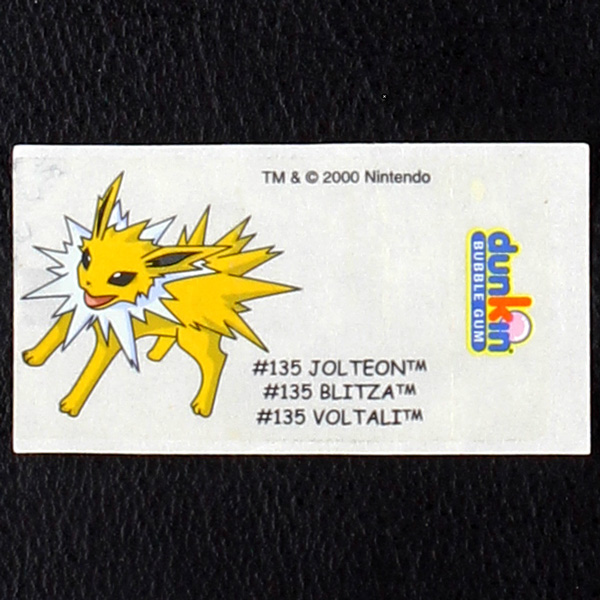 TM & © 2000 Nintendo
dunkin
BUBBLE GUM
#135 JOLTEON™
#135 BLITZA™
#135 VOLTALI™